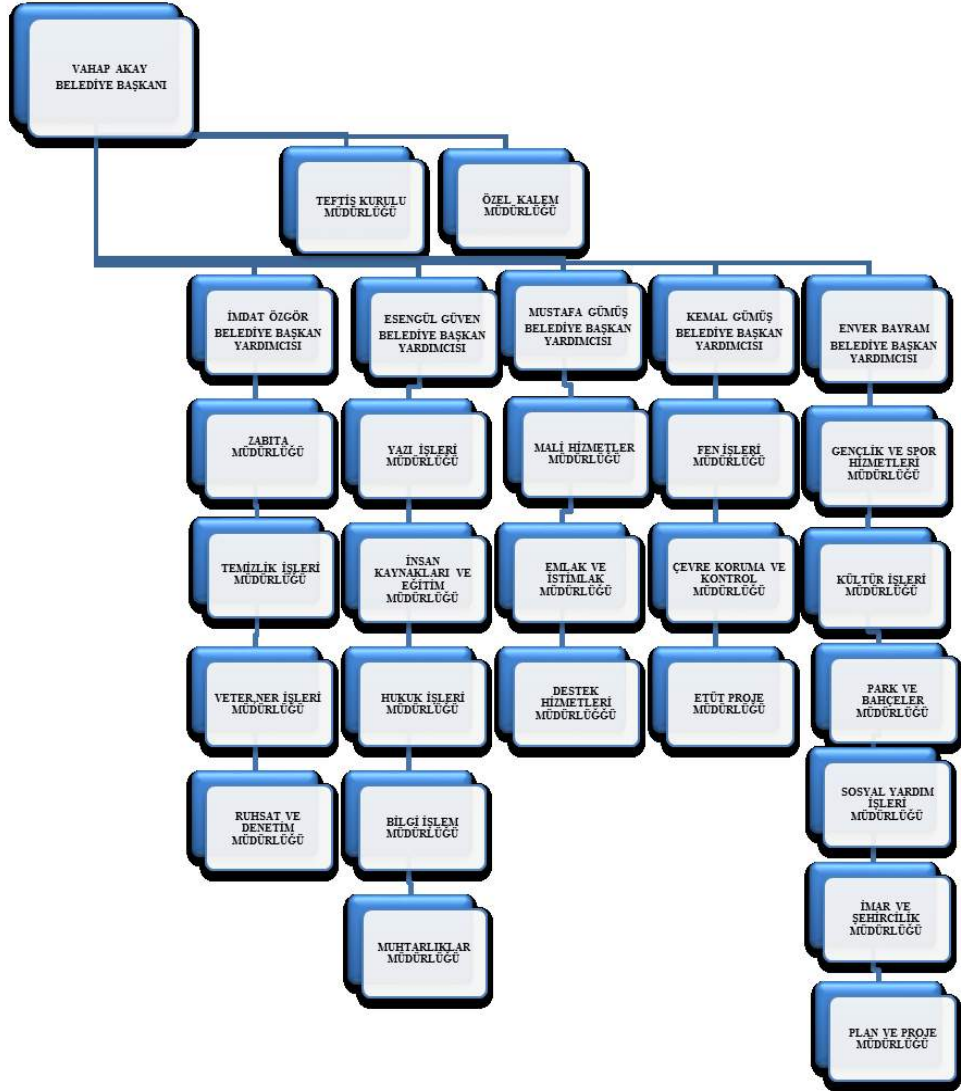 VAHAP AKAY
BELEDİYE BAŞKANI
TEFTİŞ KURULU
MÜDÜRLÜĞÜ
ÖZEL KALEM
MÜDÜRLÜĞÜ
İMDAT ÖZGÖR
BELEDİYE BAŞKAN
YARDIMCISI
ESENGÜL GÜVEN
BELEDİYE BAŞKAN
YARDIMCISI
MUSTAFA GÜMÜŞ
BELEDİYE BAŞKAN
YARDIMCISI
KEMAL GÜMÜŞ
BELEDİYE BAŞKAN
YARDIMCISI
ENVER BAYRAM
BELEDİYE BAŞKAN
YARDIMCISI
ZABITA
MÜDÜRLÜĞÜ
TEMİZLİK İŞLERİ
MÜDÜRLÜĞÜ
VETER,NER İŞLERİ
MÜDÜRLÜĞÜ
RUHSAT VE
DENETİM
MÜDÜRLÜĞÜ
YAZI İŞLERİ
MÜDÜRLÜĞÜ
İNSAN
KAYNAKLARI VE
EĞİTİM
MÜDÜRLÜĞÜ
HUKUK İŞLERİ
MÜDÜRLÜĞÜ
BİLGİ İŞLEM
MÜDÜRLÜĞÜ
MUHTARLIKLAR
MÜDÜRLÜĞÜ
MALİ HİZMETLER
MÜDÜRLÜĞÜ
EMLAK VE
İSTİMLAK
MÜDÜRLÜĞÜ
DESTEK
HİZMETLERİ
MÜDÜRLÜĞĞÜ
FEN İŞLERİ
MÜDÜRLÜĞÜ
ÇEVRE KORUMA VE
KONTROL
MÜDÜRLÜĞÜ
ETÜT PROJE
MÜDÜRLÜĞÜ
GENÇLİK VE SPOR
HİZMETLERİ
MÜDÜRLÜĞÜ
KÜLTÜR İŞLERİ
MÜDÜRLÜĞÜ
PARK VE
BAHÇELER
MÜDÜRLÜĞÜ
SOSYAL YARDIM
İŞLERİ
MÜDÜRLÜĞÜ
İMAR VE
ŞEHİRCİLİK
MÜDÜRLÜĞÜ
PLAN VE PROJE
MÜDÜRLÜĞÜ